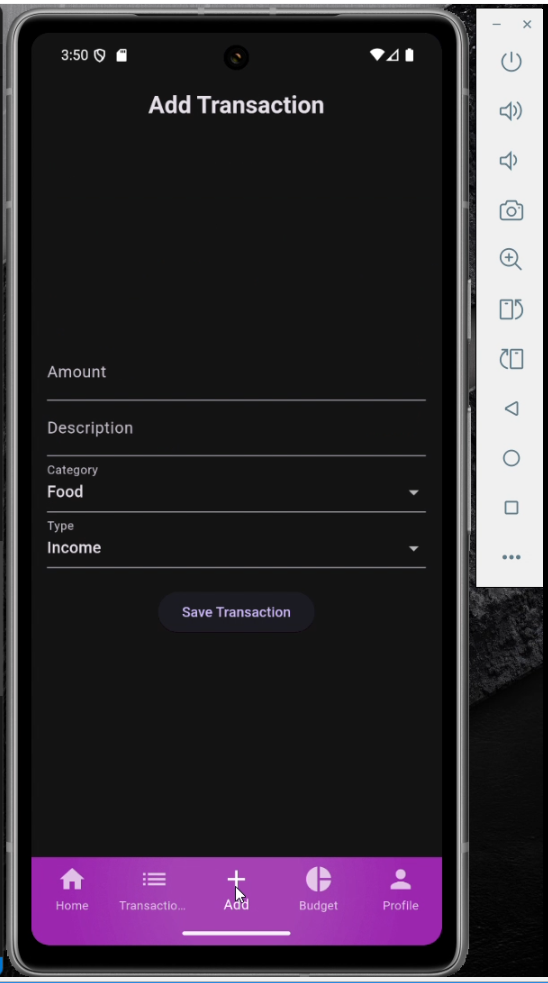 3:50
Add Transaction
Amount
Description
Category
Food
Type
Income
Save Transaction
Home Transactio... Add Budget Profile